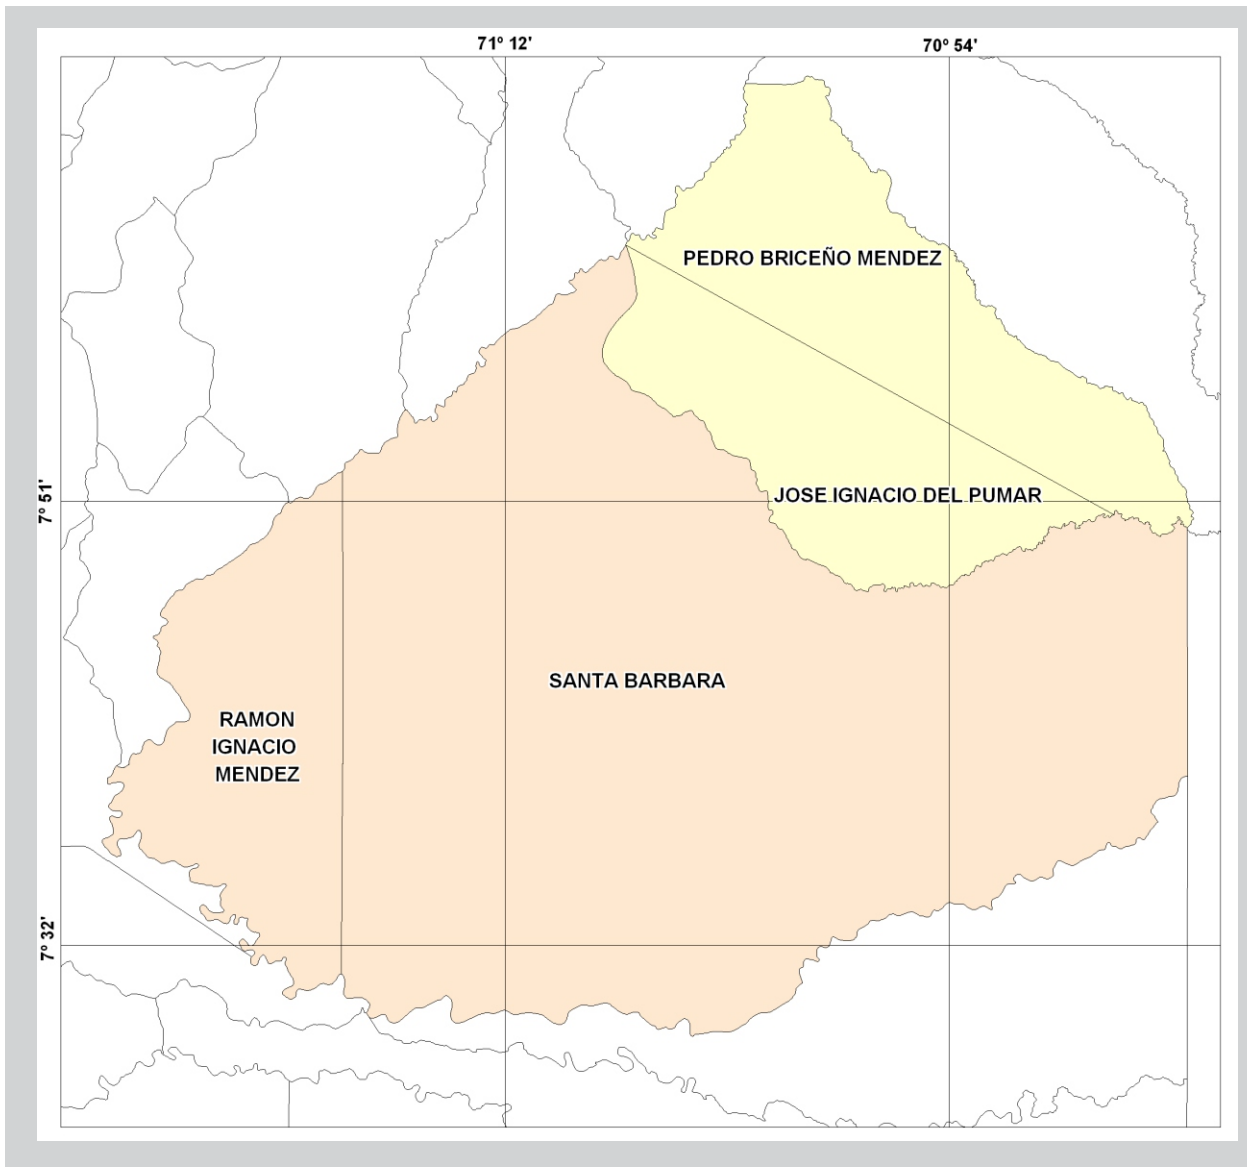 71º 12'
70º 54'
PEDRO BRICEÑO MENDEZ
7º 51'
JOSE IGNACIO DEL PUMAR
SANTA BARBARA
RAMON
IGNACIO
MENDEZ
7º 32'